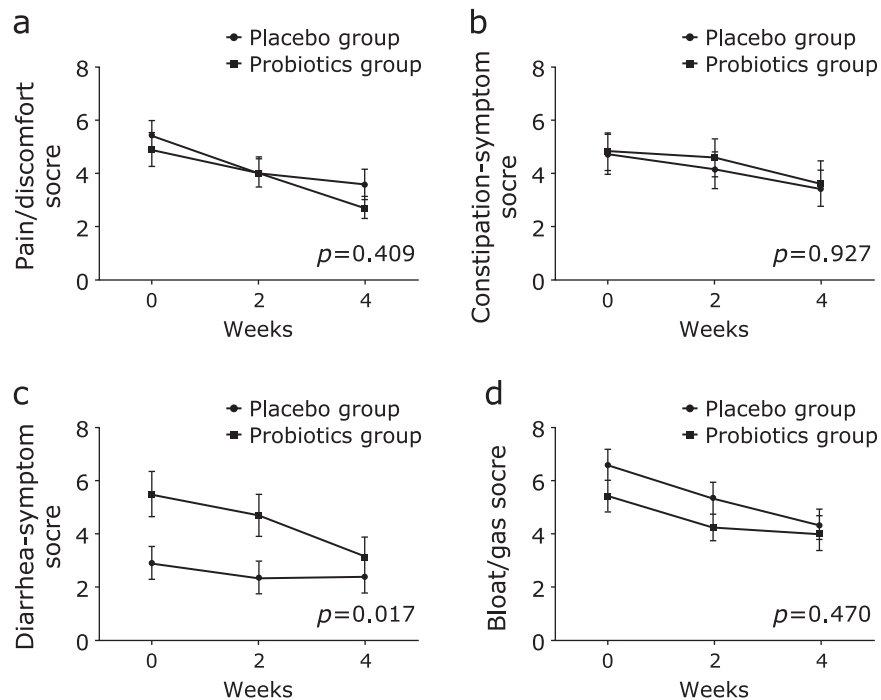 a
Placebo group
Probiotics group
Pain/discomfort
socre
8
6
4
2
0
p=0.409
0 2 4
Weeks
b
Placebo group
Probiotics group
Constipation-symptom
socre
8
6
4
2
0
p=0.927
0 2 4
Weeks
c
Placebo group
Probiotics group
Diarrhea-symptom
socre
8
6
4
2
0
p=0.017
0 2 4
Weeks
d
Placebo group
Probiotics group
Bloat/gas socre
8
6
4
2
0
p=0.470
0 2 4
Weeks